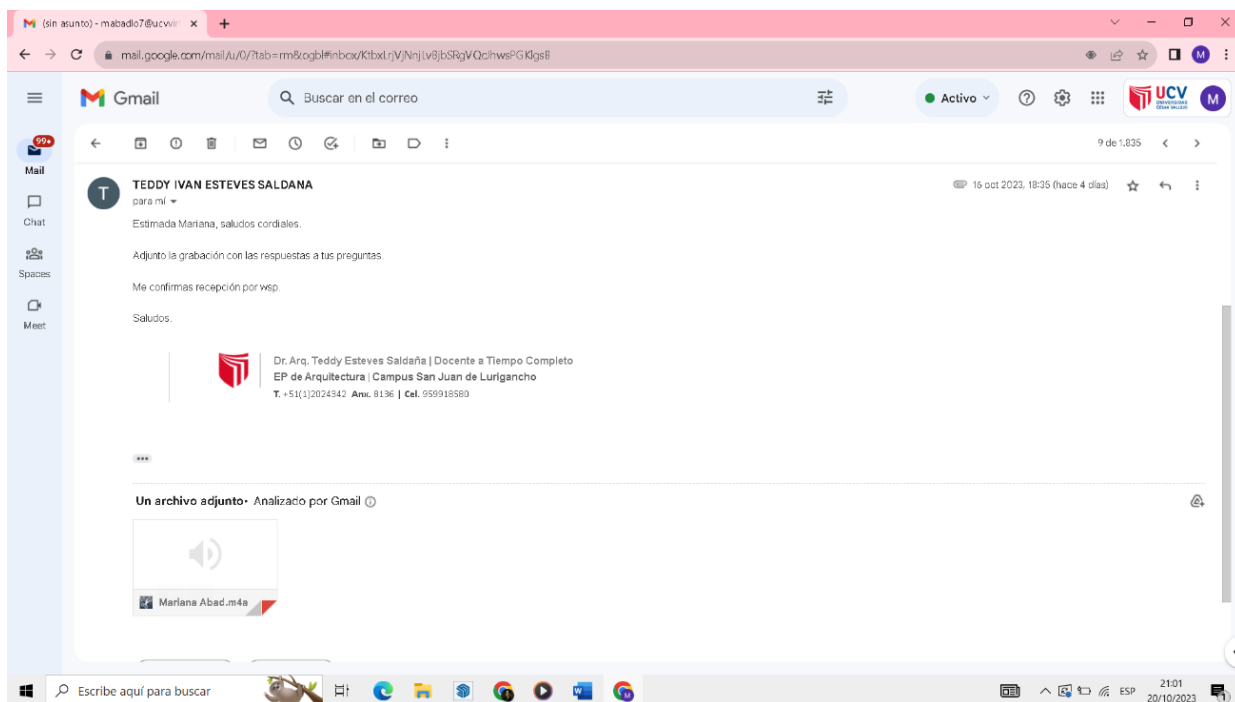 (sin asunto) - mabadlo7@ucvvir
mail.google.com/mail/u/0/?tab=rm&ogbl#inbox/
Gmail
Buscar en el correo
Activo
UCV
UNIVERSIDAD
CÉSAR VALLEJO
M
99+
Mail
Chat
Spaces
Meet
9 de 1.835
T
TEDDY IVAN ESTEVES SALDANA
16 oct 2023, 18:35 (hace 4 días)
para mí
Estimada Mariana, saludos cordiales.
Adjunto la grabación con las respuestas a tus preguntas.
Me confirmas recepción por wsp.
Saludos.
Dr. Arq. Teddy Esteves Saldaña | Docente a Tiempo Completo
EP de Arquitectura | Campus San Juan de Lurigancho
T. +51(1)2024342 Anx. 8136 | Cel. 959918580
Un archivo adjunto • Analizado por Gmail
Mariana Abad.m4a
Escribe aquí para buscar
ESP
21:01
20/10/2023